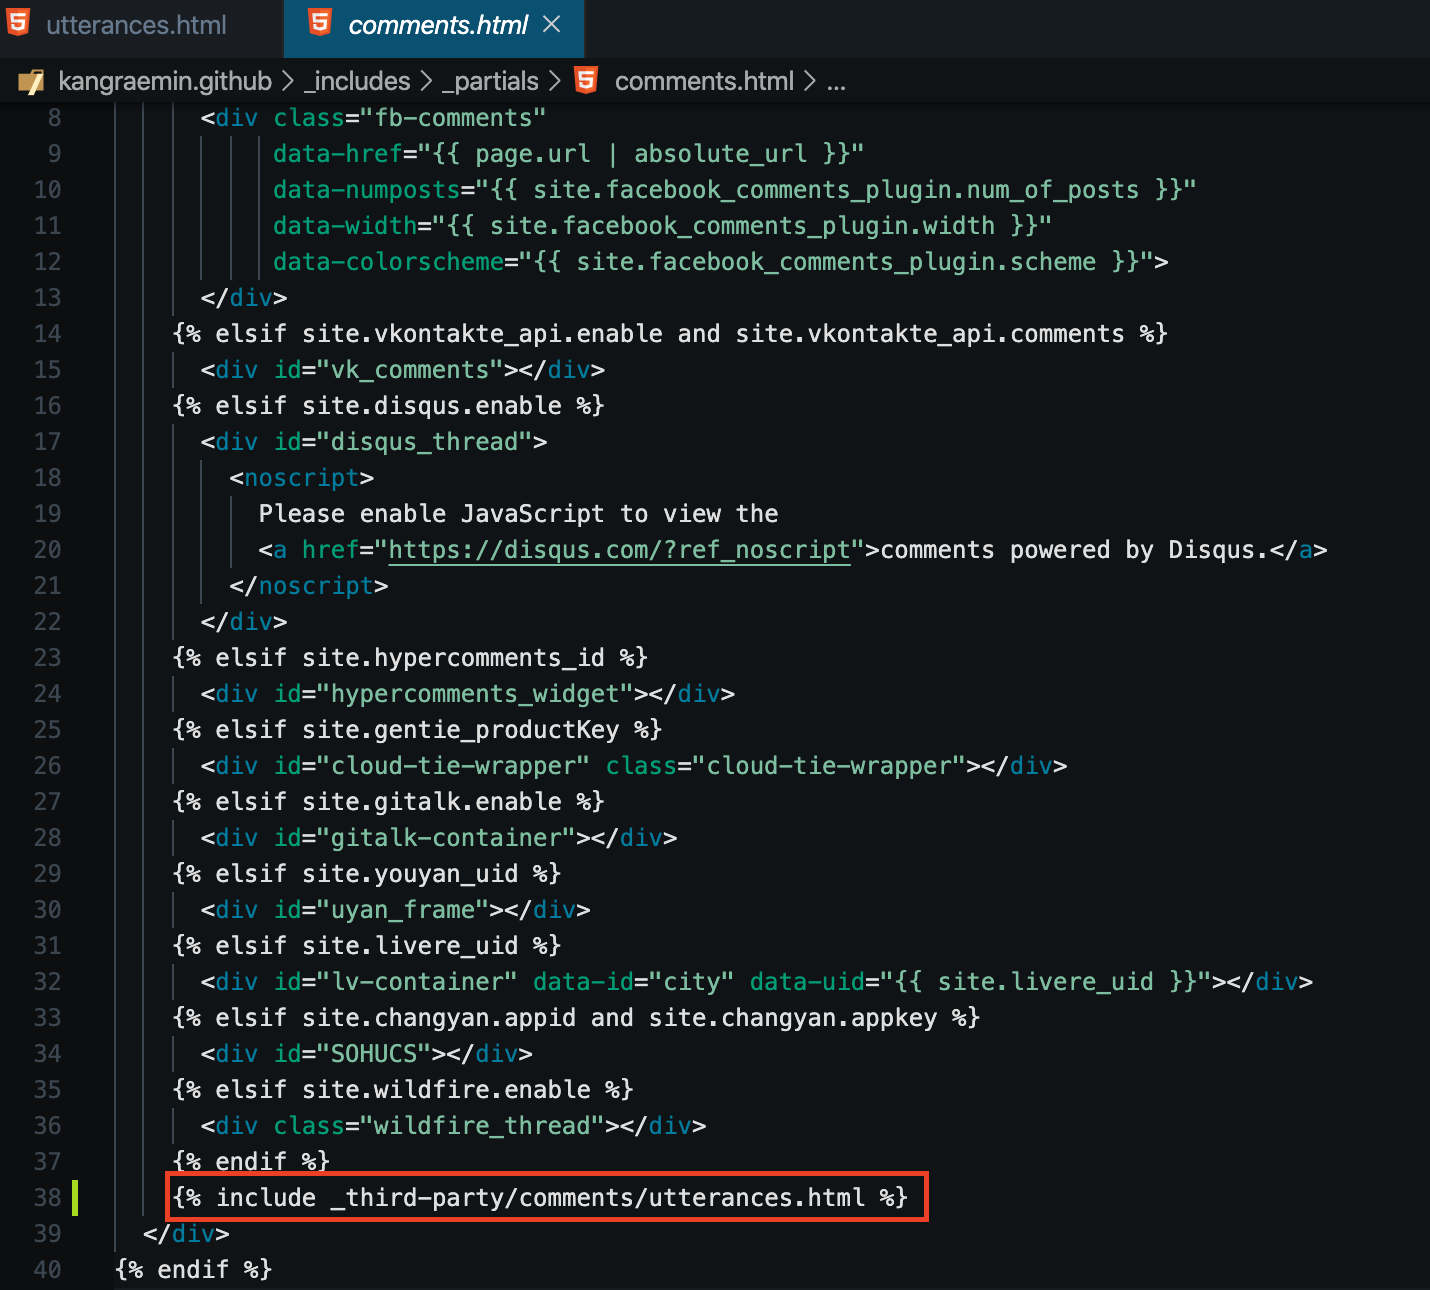 utterances.html comments.html
kangraemin.github > _includes > _partials > comments.html > ...
8 <div class="fb-comments"
9 data-href="{{ page.url | absolute_url }}"
10 data-numposts="{{ site.facebook_comments_plugin.num_of_posts }}"
11 data-width="{{ site.facebook_comments_plugin.width }}"
12 data-colorscheme="{{ site.facebook_comments_plugin.scheme }}">
13 </div>
14 {% elsif site.vkontakte_api.enable and site.vkontakte_api.comments %}
15 <div id="vk_comments"></div>
16 {% elsif site.disqus.enable %}
17 <div id="disqus_thread">
18 <noscript>
19 Please enable JavaScript to view the
20 <a href="https://disqus.com/?ref_noscript">comments powered by Disqus.</a>
21 </noscript>
22 </div>
23 {% elsif site.hypercomments_id %}
24 <div id="hypercomments_widget"></div>
25 {% elsif site.gentie_productKey %}
26 <div id="cloud-tie-wrapper" class="cloud-tie-wrapper"></div>
27 {% elsif site.gitalk.enable %}
28 <div id="gitalk-container"></div>
29 {% elsif site.youyan_uid %}
30 <div id="uyan_frame"></div>
31 {% elsif site.livere_uid %}
32 <div id="lv-container" data-id="city" data-uid="{{ site.livere_uid }}"></div>
33 {% elsif site.changyan.appid and site.changyan.appkey %}
34 <div id="SOHUCS"></div>
35 {% elsif site.wildfire.enable %}
36 <div class="wildfire_thread"></div>
37 {% endif %}
38 {% include _third-party/comments/utterances.html %}
39 </div>
40 {% endif %}